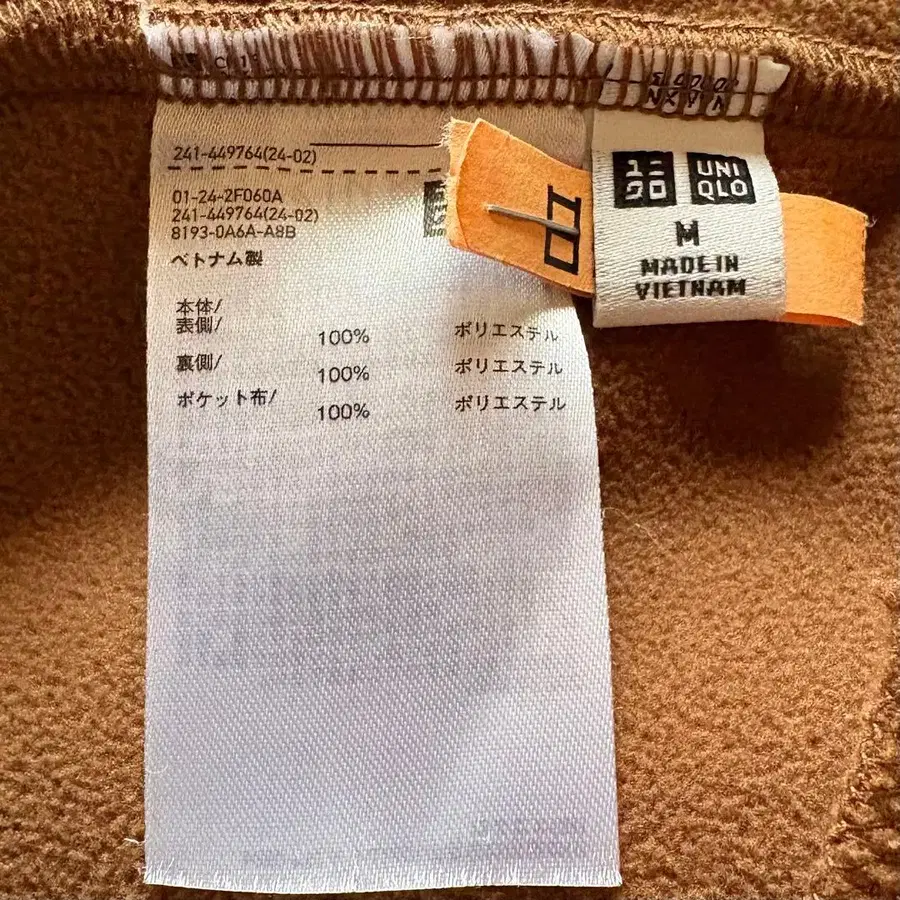 241-449764(24-02)
01-24-2F060A
241-449764(24-02)
8193-0A6A-A8B
ベトナム製
本体/
表側/
100% ポリエステル
裏側/
100% ポリエステル
ポケット布/
100% ポリエステル
ユニ
クロ
UNI
QLO
M
MADE IN
VIETNAM